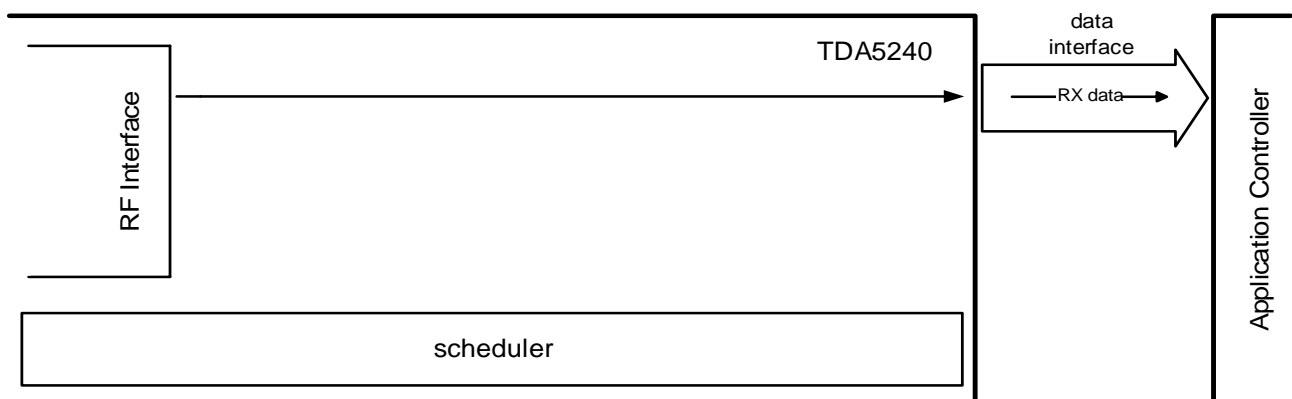 data
interface
TDA5240
RX data
RF Interface
Application Controller
scheduler